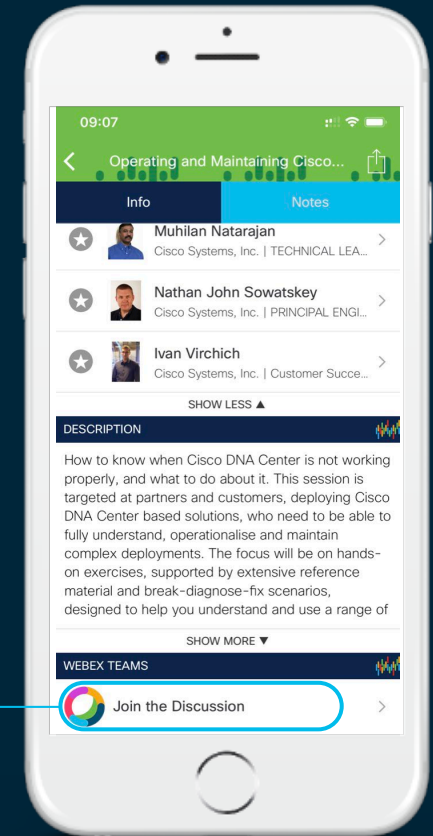 09:07
Operating and Maintaining Cisco...
Info
Notes
Muhilan Natarajan
Cisco Systems, Inc. | TECHNICAL LEA...
Nathan John Sowatskey
Cisco Systems, Inc. | PRINCIPAL ENGI...
Ivan Virchich
Cisco Systems, Inc. | Customer Succe...
SHOW LESS ▲
DESCRIPTION
How to know when Cisco DNA Center is not working
properly, and what to do about it. This session is
targeted at partners and customers, deploying Cisco
DNA Center based solutions, who need to be able to
fully understand, operationalise and maintain
complex deployments. The focus will be on hands-
on exercises, supported by extensive reference
material and break-diagnose-fix scenarios,
designed to help you understand and use a range of
SHOW MORE ▼
WEBEX TEAMS
Join the Discussion